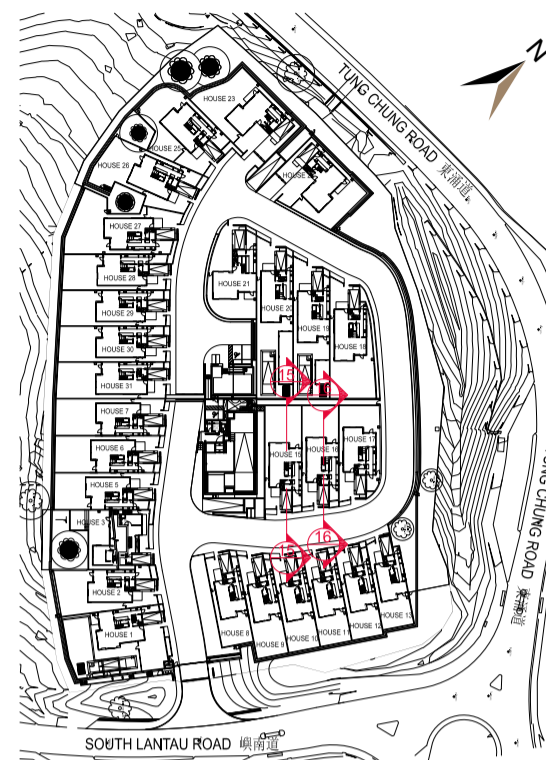 N
TUNG CHUNG ROAD 東涌道
HOUSE 23
HOUSE 25
HOUSE 26
HOUSE 27
HOUSE 28
HOUSE 29
HOUSE 30
HOUSE 31
HOUSE 21
HOUSE 20
HOUSE 19
HOUSE 18
15
HOUSE 7
HOUSE 6
HOUSE 5
HOUSE 3
HOUSE 2
HOUSE 1
HOUSE 15
HOUSE 16
HOUSE 17
15
16
HOUSE 8
HOUSE 9
HOUSE 10
HOUSE 11
HOUSE 12
HOUSE 13
CHUNG ROAD 東涌道
SOUTH LANTAU ROAD 嶼南道